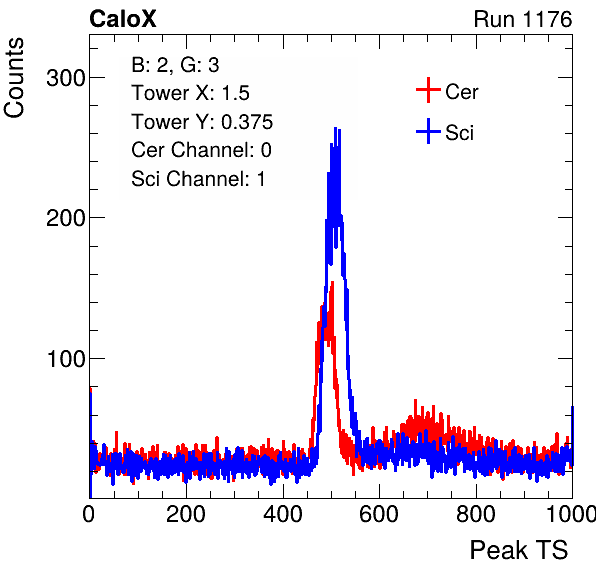 CaloX
Run 1176
Counts
B: 2, G: 3
Tower X: 1.5
Tower Y: 0.375
Cer Channel: 0
Sci Channel: 1
Cer
Sci
300
200
100
0
200
400
600
800
1000
Peak TS